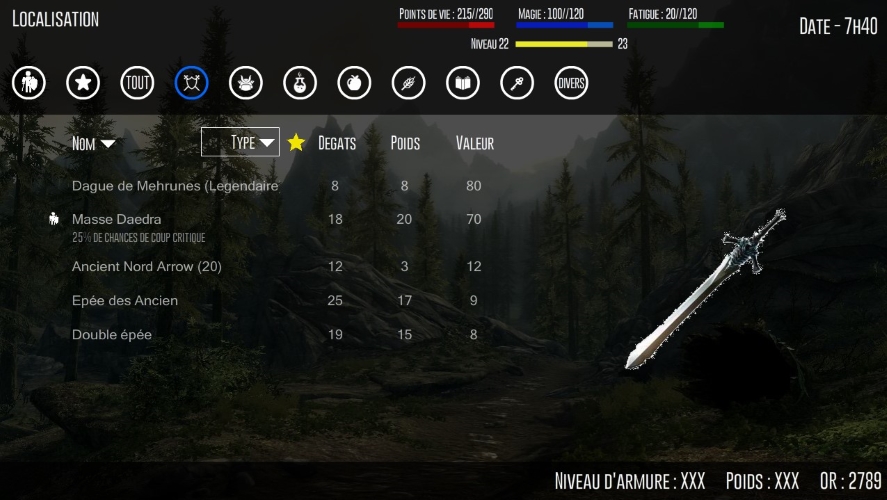 Localisation
Points de vie : 215//290
Magie : 100//120
Fatigue : 20//120
Date - 7h40
Niveau 22
23
TOUT
DIVERS
Nom
Type
Degats
Poids
Valeur
Dague de Mehrunes (Legendaire
8
8
80
Masse Daedra
18
20
70
25% de chances de coup critique
Ancient Nord Arrow (20)
12
3
12
Epée des Ancien
25
17
9
Double épée
19
15
8
Niveau d'armure : XXX
Poids : XXX
Or : 2789